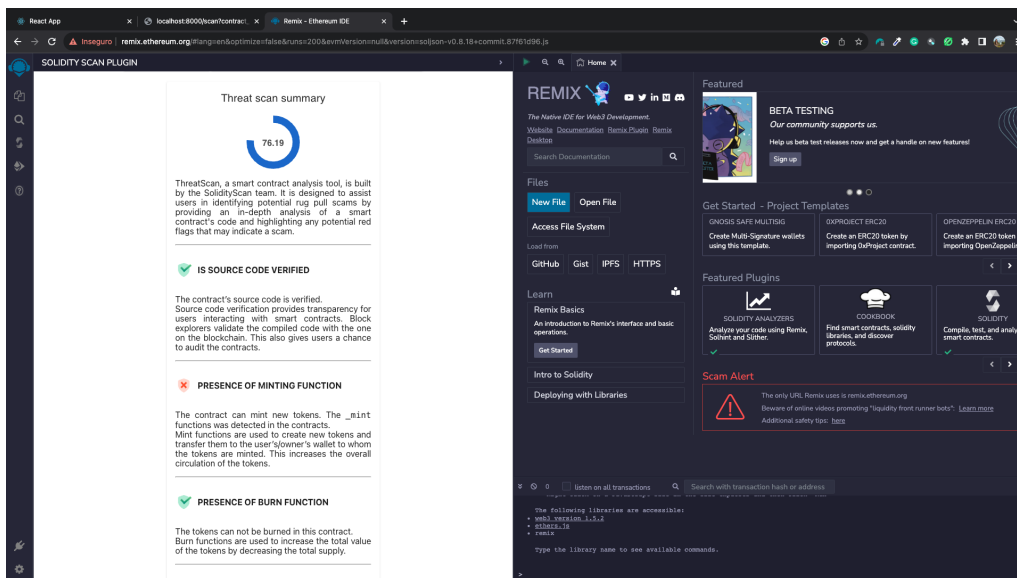 React App
localhost:8000/scan?contract_
Remix - Ethereum IDE
Inseguro
remix.ethereum.org/#lang=en&optimize=false&runs=200&evmVersion=null&version=soljson-v0.8.18+commit.87f61d96.js
SOLIDITY SCAN PLUGIN
Threat scan summary
76.19
ThreatScan, a smart contract analysis tool, is built
by the SolidityScan team. It is designed to assist
users in identifying potential rug pull scams by
providing an in-depth analysis of a smart
contract's code and highlighting any potential red
flags that may indicate a scam.
IS SOURCE CODE VERIFIED
The contract's source code is verified.
Source code verification provides transparency for
users interacting with smart contracts. Block
explorers validate the compiled code with the one
on the blockchain. This also gives users a chance
to audit the contracts.
PRESENCE OF MINTING FUNCTION
The contract can mint new tokens. The _mint
functions was detected in the contracts.
Mint functions are used to create new tokens and
transfer them to the user's/owner's wallet to whom
the tokens are minted. This increases the overall
circulation of the tokens.
PRESENCE OF BURN FUNCTION
The tokens can not be burned in this contract.
Burn functions are used to increase the total value
of the tokens by decreasing the total supply.
Home
REMIX
The Native IDE for Web3 Development.
Website Documentation Remix Plugin Remix
Desktop
Search Documentation
Files
New File
Open File
Access File System
Load from
GitHub
Gist
IPFS
HTTPS
Learn
Remix Basics
An introduction to Remix's interface and basic
operations.
Get Started
Intro to Solidity
Deploying with Libraries
Featured
BETA TESTING
Our community supports us.
Help us beta test releases now and get a handle on new features!
Sign up
Get Started - Project Templates
GNOSIS SAFE MULTISIG
Create Multi-Signature wallets
using this template.
0XPROJECT ERC20
Create an ERC20 token by
importing 0xProject contract.
OPENZEPPELIN ERC20
Create an ERC20 token
importing OpenZeppelin
Featured Plugins
SOLIDITY ANALYZERS
Analyze your code using Remix,
Solhint and Slither.
COOKBOOK
Find smart contracts, solidity
libraries, and discover
protocols.
SOLIDITY
Compile, test, and analy
smart contracts.
Scam Alert
The only URL Remix uses is remix.ethereum.org
Beware of online videos promoting "liquidity front runner bots": Learn more
Additional safety tips: here
0
listen on all transactions
Search with transaction hash or address
The following libraries are accessible:
web3 version 1.5.2
ethers.js
remix
Type the library name to see available commands.
>